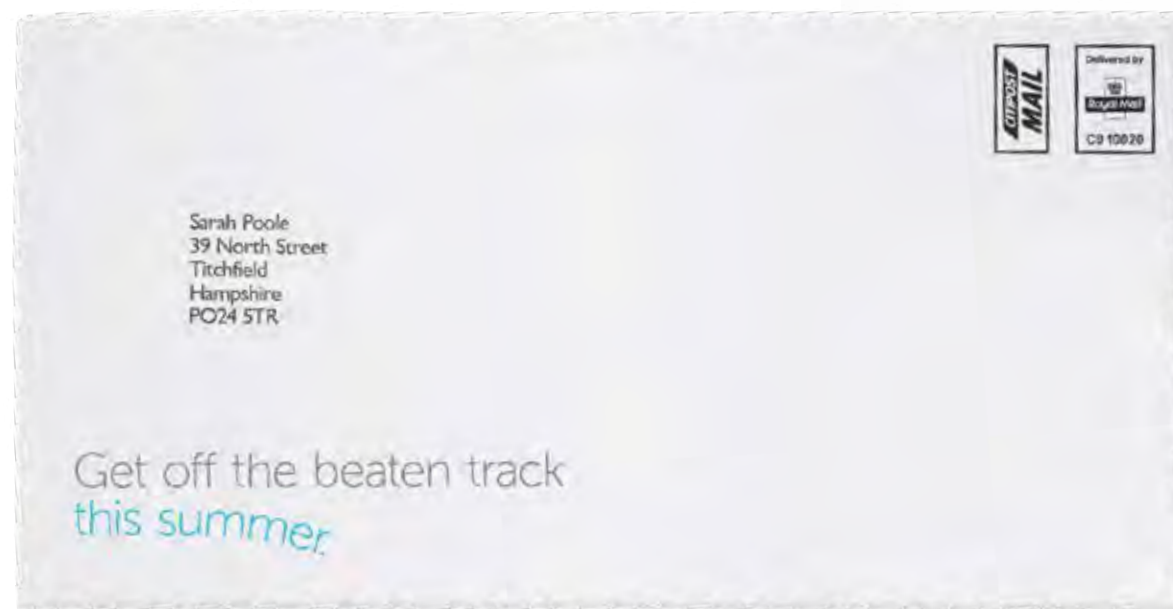 CITIPOST
MAIL
Delivered by
Royal Mail
C9 10020
Sarah Poole
39 North Street
Titchfield
Hampshire
PO24 5TR
Get off the beaten track
this summer.